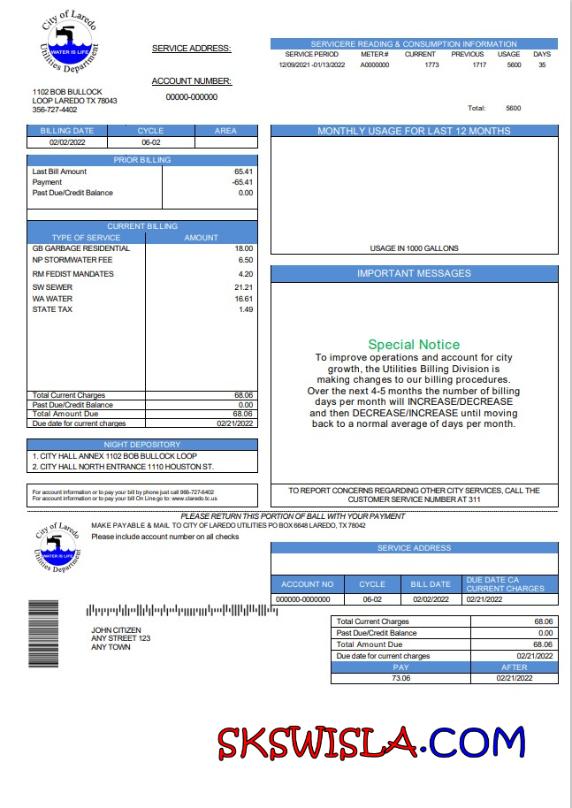 City of Laredo
WATER IS LIFE
Utilities Department
1102 BOB BULLOCK
LOOP LAREDO TX 78043
356-727-4402
SERVICE ADDRESS:
ACCOUNT NUMBER:
00000-000000
SERVICERE READING & CONSUMPTION INFORMATION
SERVICE PERIOD METER# CURRENT PREVIOUS USAGE DAYS
12/09/2021 -01/13/2022 A0000000 1773 1717 5600 35
Total: 5600
BILLING DATE CYCLE AREA
02/02/2022 06-02
PRIOR BILLING
Last Bill Amount 65.41
Payment -65.41
Past Due/Credit Balance 0.00
CURRENT BILLING
TYPE OF SERVICE AMOUNT
GB GARBAGE RESIDENTIAL 18.00
NP STORMWATER FEE 6.50
RM FEDIST MANDATES 4.20
SW SEWER 21.21
WA WATER 16.61
STATE TAX 1.49
Total Current Charges 68.06
Past Due/Credit Balance 0.00
Total Amount Due 68.06
Due date for current charges 02/21/2022
NIGHT DEPOSITORY
1. CITY HALL ANNEX 1102 BOB BULLOCK LOOP
2. CITY HALL NORTH ENTRANCE 1110 HOUSTON ST.
For account information or to pay your bill by phone just call 966-727-6402
For account information or to pay your bill On Line go to: www.claredo.tc.us
MONTHLY USAGE FOR LAST 12 MONTHS
USAGE IN 1000 GALLONS
IMPORTANT MESSAGES
Special Notice
To improve operations and account for city
growth, the Utilities Billing Division is
making changes to our billing procedures.
Over the next 4-5 months the number of billing
days per month will INCREASE/DECREASE
and then DECREASE/INCREASE until moving
back to a normal average of days per month.
TO REPORT CONCERNS REGARDING OTHER CITY SERVICES, CALL THE
CUSTOMER SERVICE NUMBER AT 311
PLEASE RETURN THIS PORTION OF BALL WITH YOUR PAYMENT
City of Laredo
WATER IS LIFE
Utilities Department
MAKE PAYABLE & MAIL TO CITY OF LAREDO UTILITIES PO BOX 6648 LAREDO, TX 78042
Please include account number on all checks
SERVICE ADDRESS
ACCOUNT NO CYCLE BILL DATE DUE DATE CA
CURRENT CHARGES
000000-0000000 06-02 02/02/2022 02/21/2022
JOHN CITIZEN
ANY STREET 123
ANY TOWN
Total Current Charges 68.06
Past Due/Credit Balance 0.00
Total Amount Due 68.06
Due date for current charges 02/21/2022
PAY AFTER
73.06 02/21/2022
SKSWISLA.COM